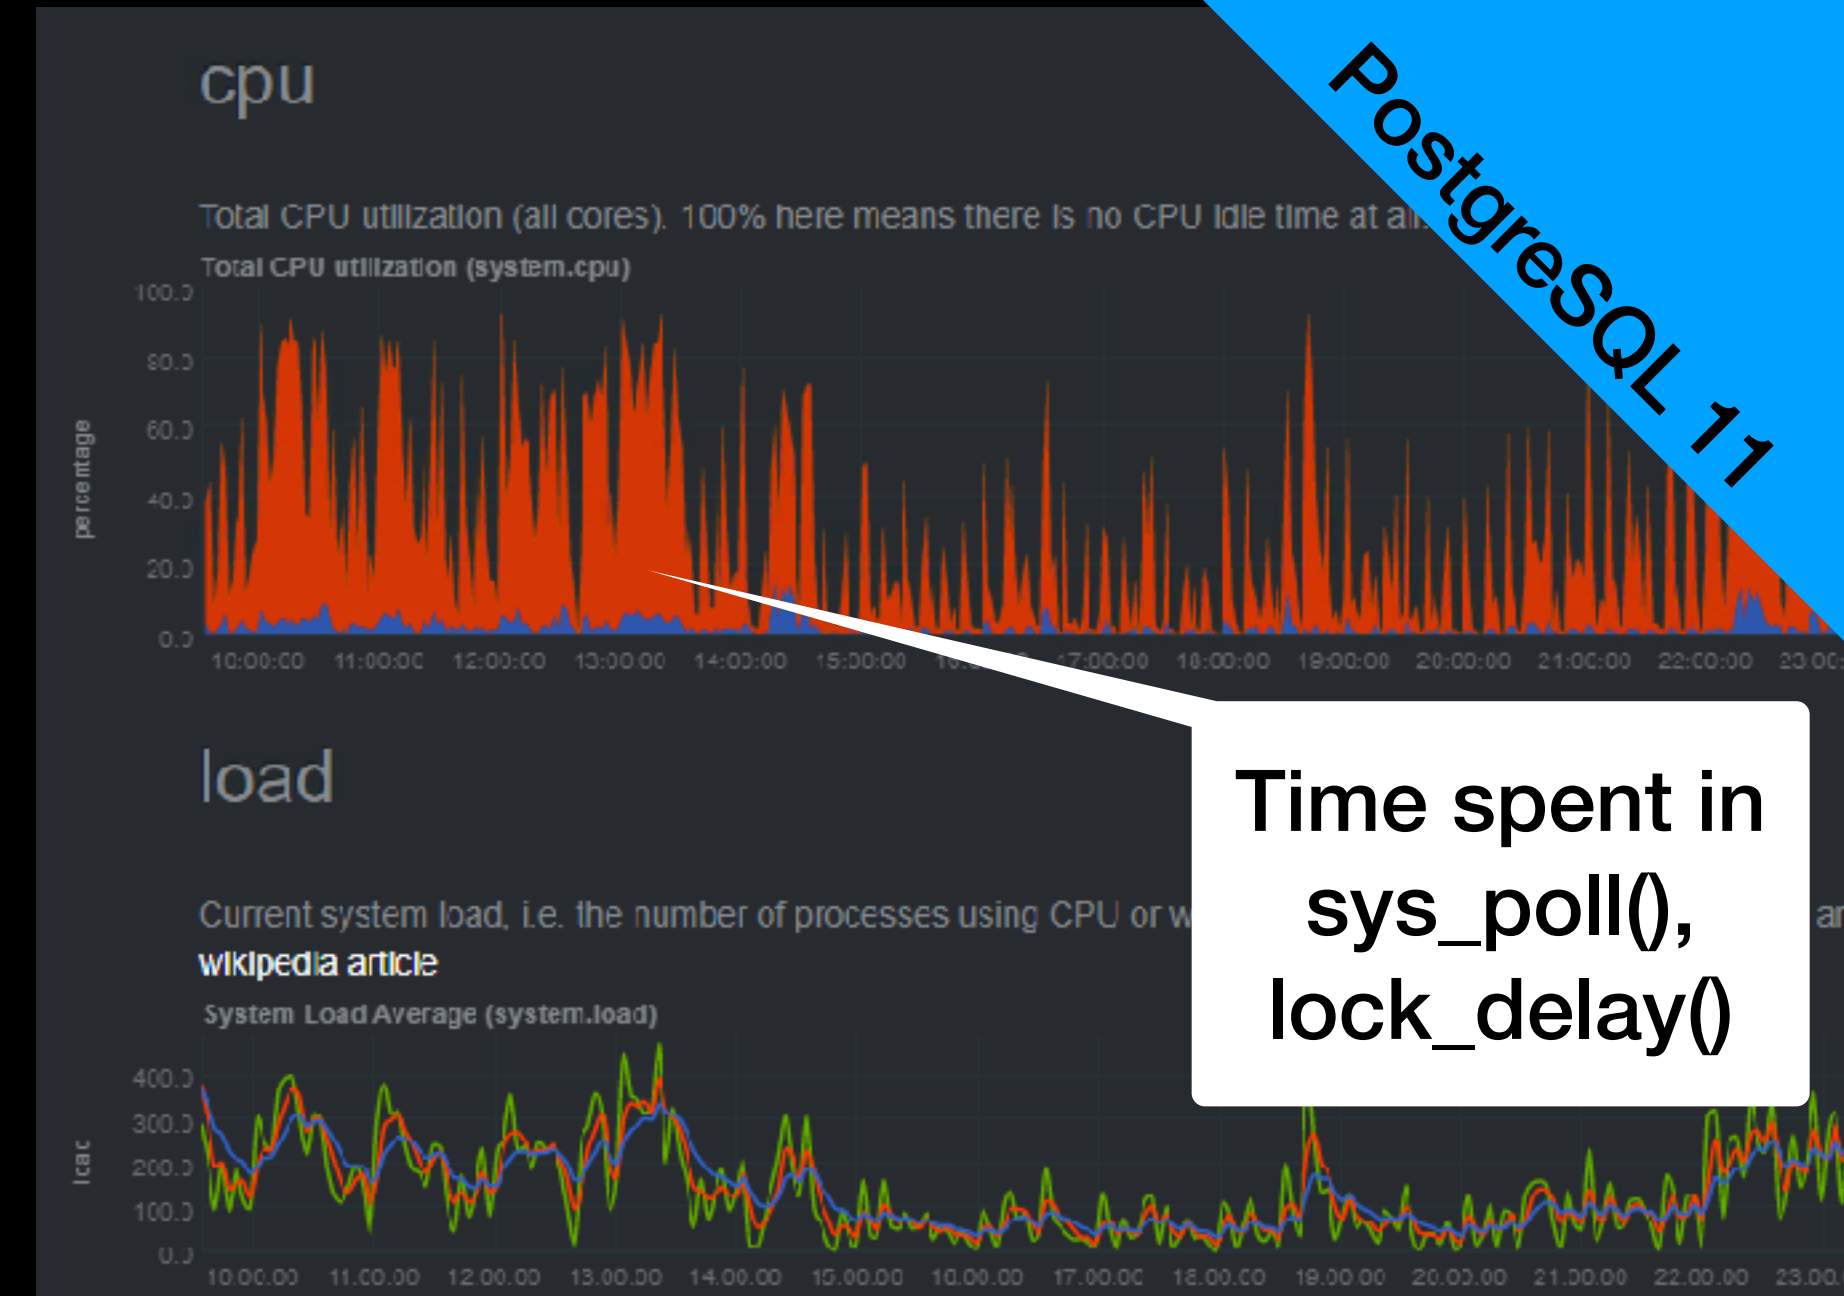 cpu
PostgreSQL 11
Total CPU utilization (all cores). 100% here means there is no CPU idle time at all.
Total CPU utilization (system.cpu)
percentage
100.0
80.0
60.0
40.0
20.0
0.0
10:00:00 11:00:00 12:00:00 13:00:00 14:00:00 15:00:00 17:00:00 18:00:00 19:00:00 20:00:00 21:00:00 22:00:00 23:00:
load
Time spent in
sys_poll(),
lock_delay()
Current system load, i.e. the number of processes using CPU or w
wikipedia article
System Load Average (system.load)
load
400.0
300.0
200.0
100.0
0.0
10:00:00 11:00:00 12:00:00 13:00:00 14:00:00 15:00:00 16:00:00 17:00:00 18:00:00 19:00:00 20:00:00 21:00:00 22:00:00 23:00: